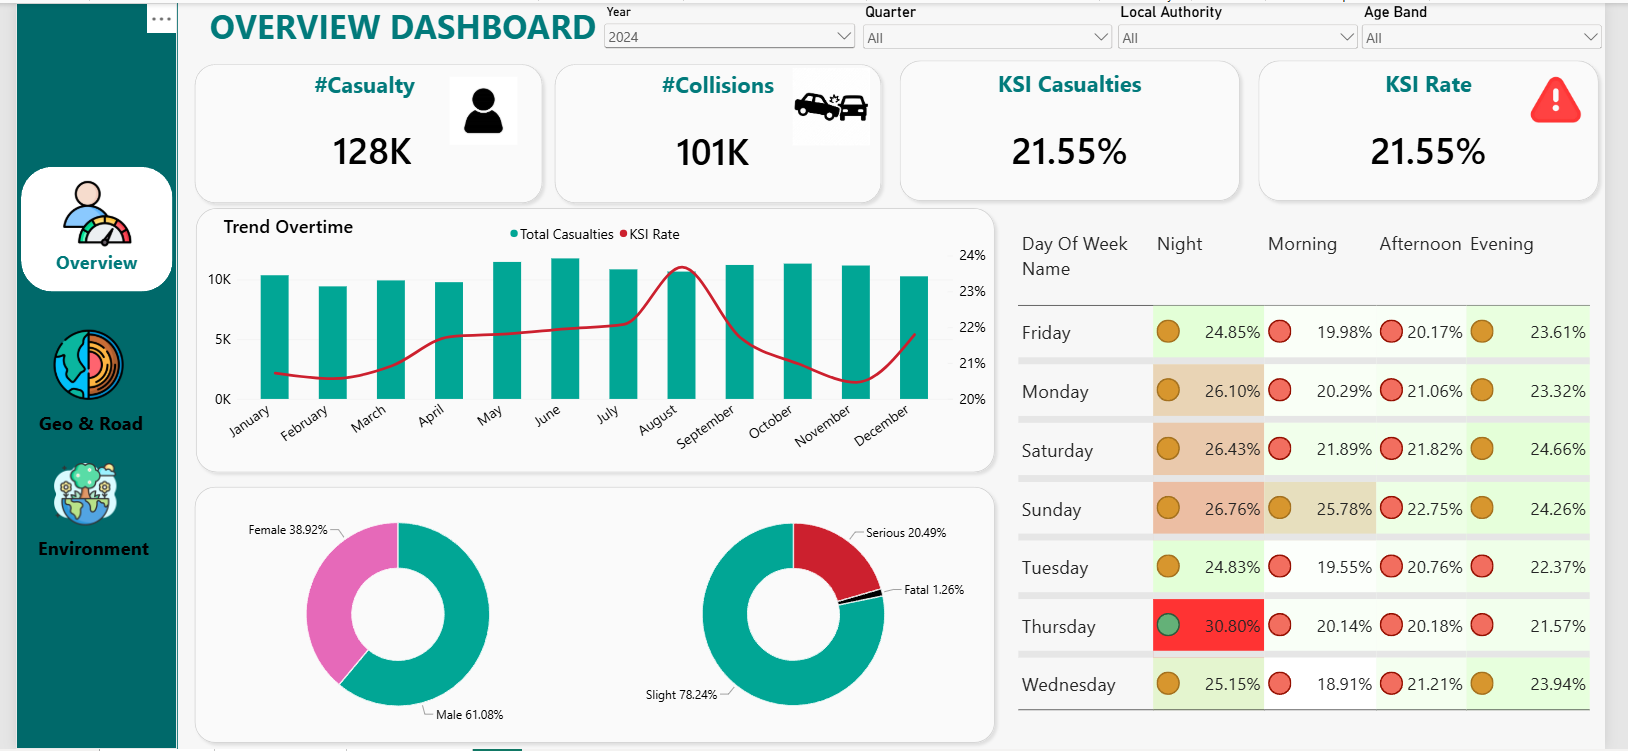 OVERVIEW DASHBOARD
Year
2024
Quarter
All
Local Authority
All
Age Band
All
#Casualty
128K
#Collisions
101K
KSI Casualties
21.55%
KSI Rate
21.55%
Overview
Geo & Road
Environment
Trend Overtime
Total Casualties KSI Rate
10K
5K
0K
24%
23%
22%
21%
20%
January February March April May June July August September October November December
Female 38.92%
Male 61.08%
Serious 20.49%
Fatal 1.26%
Slight 78.24%
Day Of Week Name Night Morning Afternoon Evening
Friday 24.85% 19.98% 20.17% 23.61%
Monday 26.10% 20.29% 21.06% 23.32%
Saturday 26.43% 21.89% 21.82% 24.66%
Sunday 26.76% 25.78% 22.75% 24.26%
Tuesday 24.83% 19.55% 20.76% 22.37%
Thursday 30.80% 20.14% 20.18% 21.57%
Wednesday 25.15% 18.91% 21.21% 23.94%